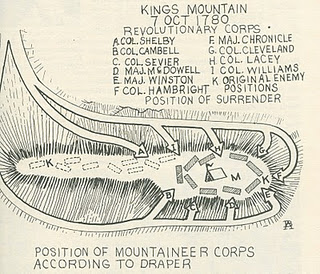 KINGS MOUNTAIN
7 OCT 1780
REVOLUTIONARY CORPS
A.COL.SHELBY F. MAJ. CHRONICLE
B.COL.CAMBELL G.COL.CLEVELAND
C. COL. SEVIER H. COL. LACEY
D. MAJ. McDOWELL I COL. WILLIAMS
E. MAJ. WINSTON K ORIGINAL ENEMY
F COL. HAMBRIGHT POSITIONS
POSITION OF SURRENDER
A I H G
K M
B C D E
POSITION OF MOUNTAINEER CORPS
ACCORDING TO DRAPER